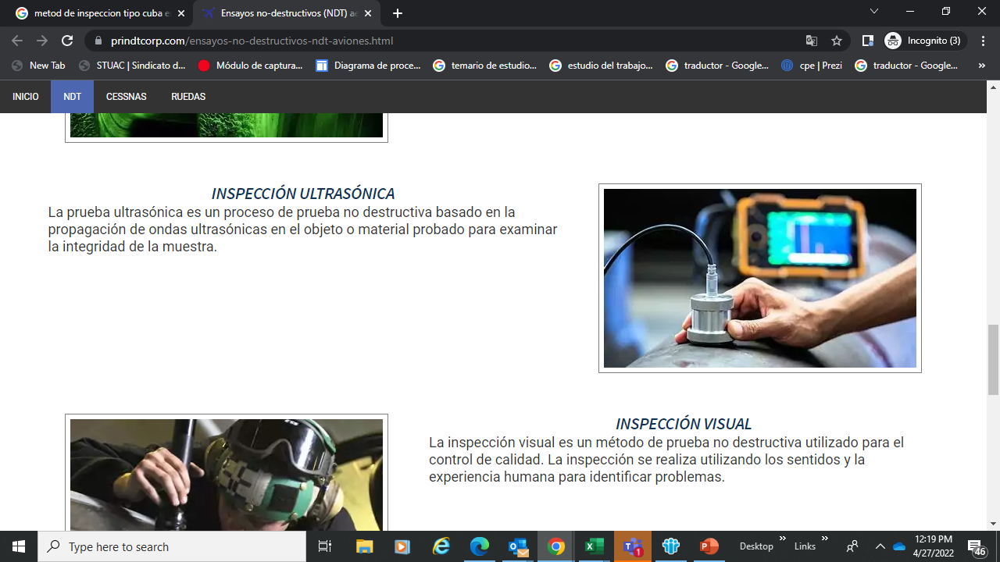 metod de inspeccion tipo cuba e
Ensayos no-destructivos (NDT) ae
prindtcorp.com/ensayos-no-destructivos-ndt-aviones.html
Incognito (3)
New Tab
STUAC | Sindicato d...
Módulo de captura...
Diagrama de proce...
temario de estudio...
estudio del trabajo...
traductor - Google...
cpe | Prezi
traductor - Google...
»
INICIO
NDT
CESSNAS
RUEDAS
INSPECCIÓN ULTRASÓNICA
La prueba ultrasónica es un proceso de prueba no destructiva basado en la
propagación de ondas ultrasónicas en el objeto o material probado para examinar
la integridad de la muestra.
INSPECCIÓN VISUAL
La inspección visual es un método de prueba no destructiva utilizado para el
control de calidad. La inspección se realiza utilizando los sentidos y la
experiencia humana para identificar problemas.
Type here to search
1
Desktop
»
Links
»
12:19 PM
4/27/2022
46